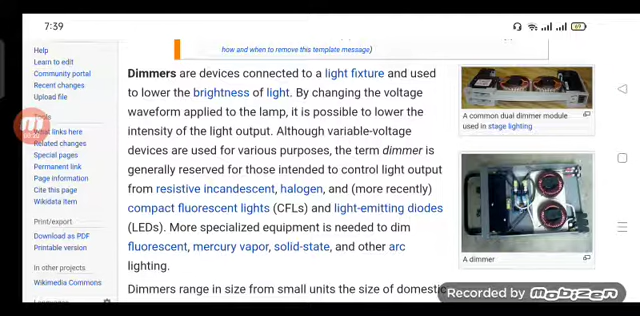 7:39
69
how and when to remove this template message)
Help
Learn to edit
Community portal
Recent changes
Upload file
Tools
What links here
Related changes
Special pages
Permanent link
Page information
Cite this page
Wikidata item
Print/export
Download as PDF
Printable version
In other projects
Wikimedia Commons
Languages
Dimmers are devices connected to a light fixture and used
to lower the brightness of light. By changing the voltage
waveform applied to the lamp, it is possible to lower the
intensity of the light output. Although variable-voltage
devices are used for various purposes, the term dimmer is
generally reserved for those intended to control light output
from resistive incandescent, halogen, and (more recently)
compact fluorescent lights (CFLs) and light-emitting diodes
(LEDs). More specialized equipment is needed to dim
fluorescent, mercury vapor, solid-state, and other arc
lighting.
Dimmers range in size from small units the size of domestic
A common dual dimmer module
used in stage lighting
A dimmer
Recorded by mobizen